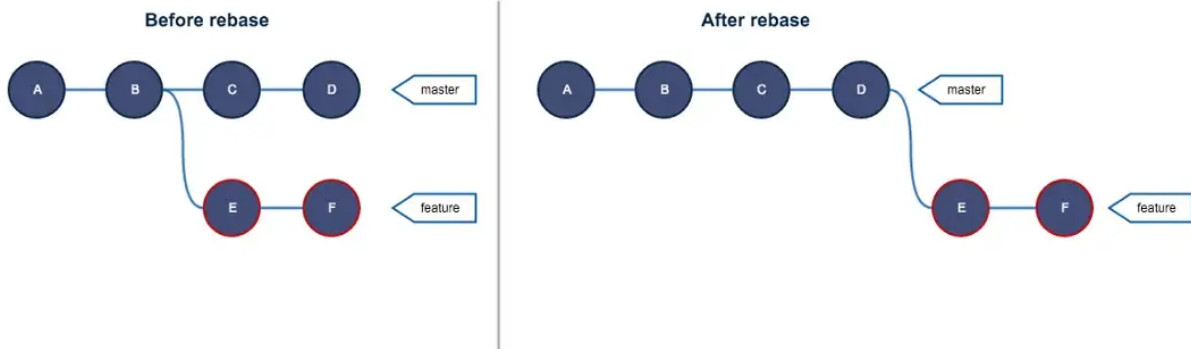 Before rebase
A B C D master
E F feature
After rebase
A B C D master
E F feature